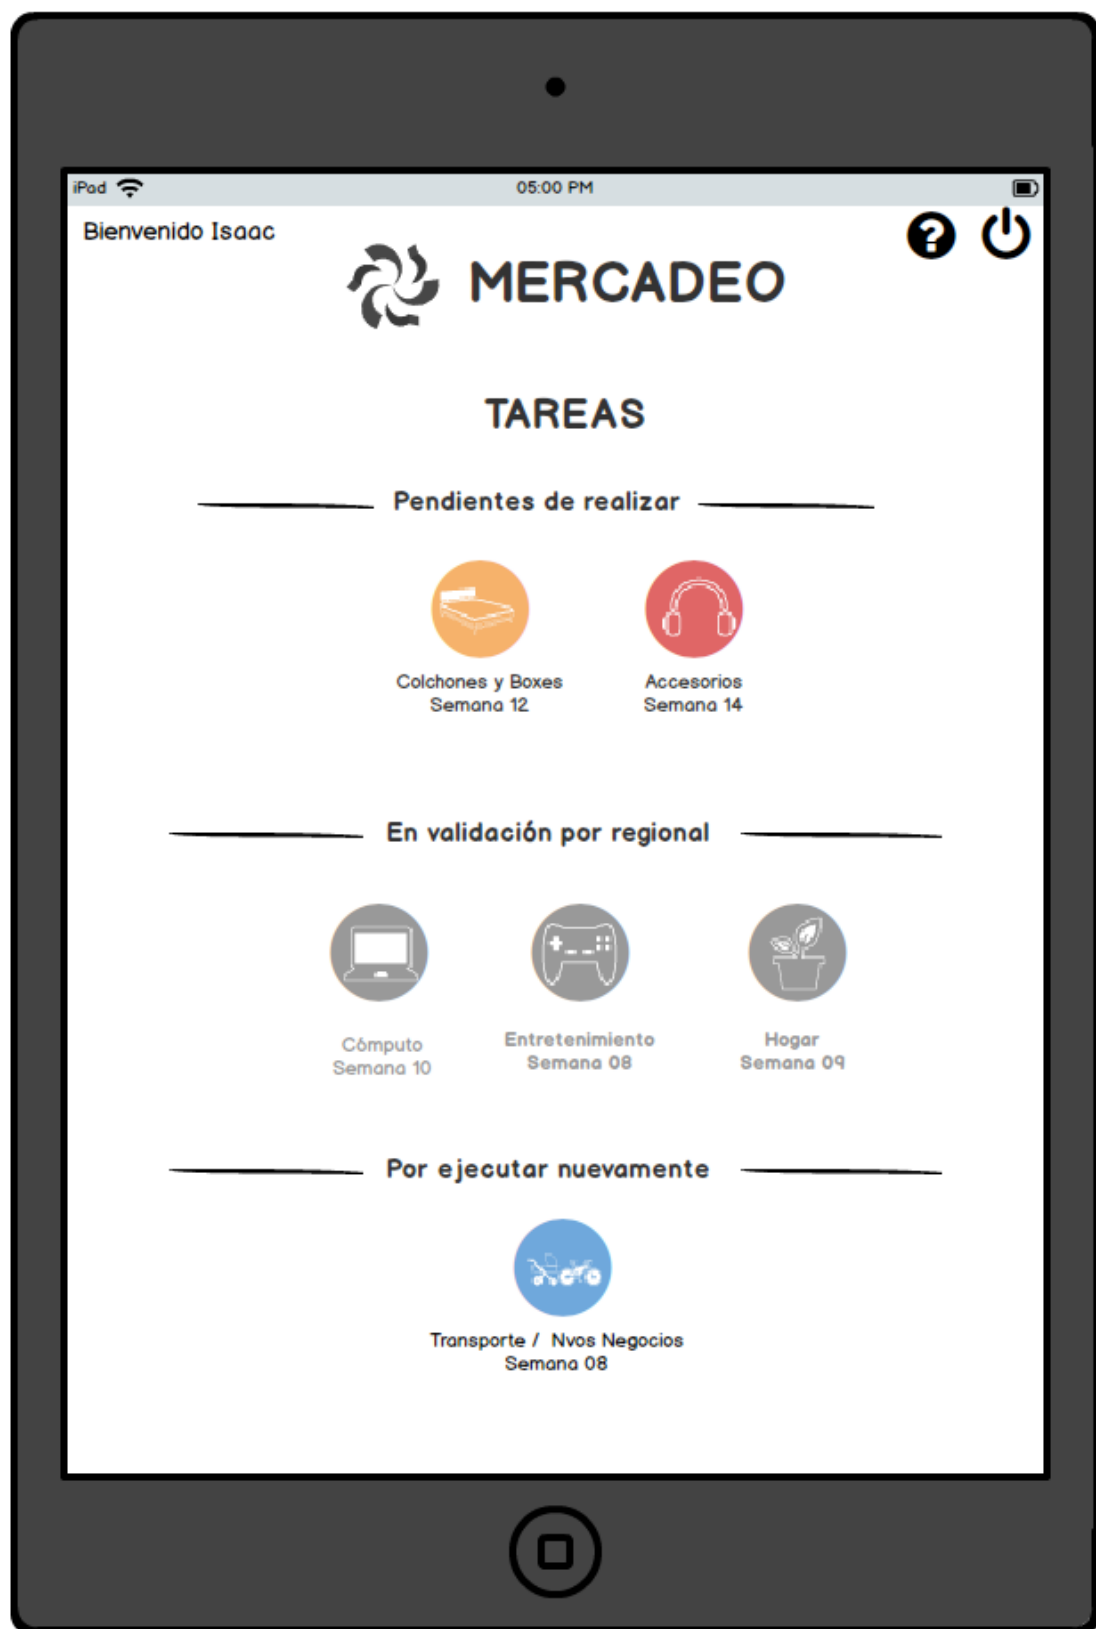 iPad 05:00 PM
Bienvenido Isaac
MERCADEO
TAREAS
Pendientes de realizar
Colchones y Boxes
Semana 12
Accesorios
Semana 14
En validación por regional
Cómputo
Semana 10
Entretenimiento
Semana 08
Hogar
Semana 09
Por ejecutar nuevamente
Transporte / Nvos Negocios
Semana 08